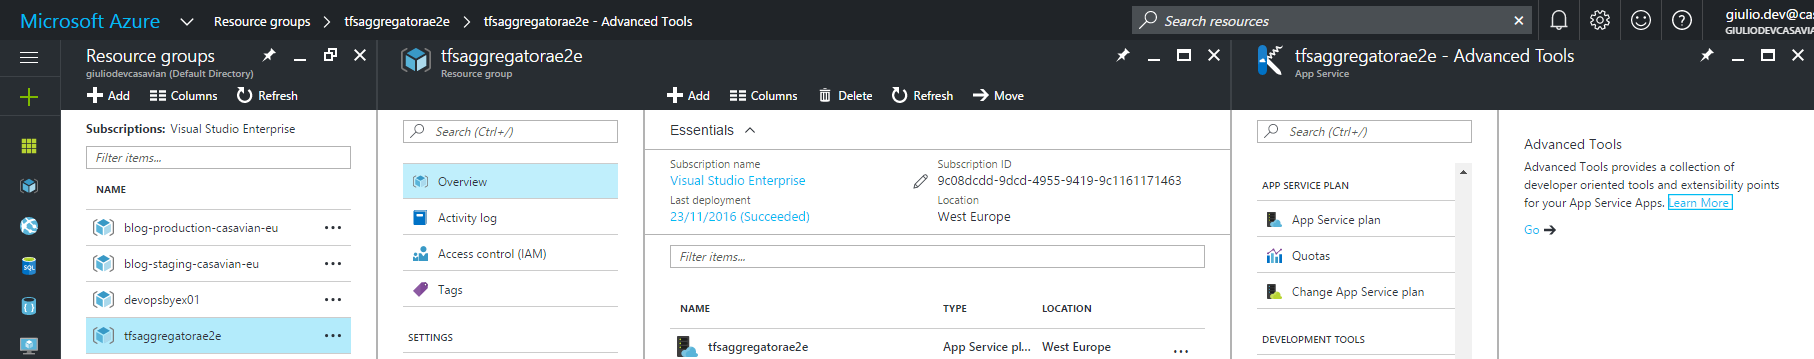 Microsoft Azure
Resource groups > tfsaggregatorae2e > tfsaggregatorae2e - Advanced Tools
Search resources
giulio.dev@ca
GIULIODEVCASAVIAN
Resource groups
giuliodevcasavian (Default Directory)
Add
Columns
Refresh
Subscriptions: Visual Studio Enterprise
Filter items...
NAME
blog-production-casavian-eu
blog-staging-casavian-eu
devopsbyex01
tfsaggregatorae2e
SQL
tfsaggregatorae2e
Resource group
Search (Ctrl+/)
Overview
Activity log
Access control (IAM)
Tags
SETTINGS
Add
Columns
Delete
Refresh
Move
Essentials
Subscription name
Visual Studio Enterprise
Last deployment
23/11/2016 (Succeeded)
Subscription ID
9c08dcdd-9dcd-4955-9419-9c1161171463
Location
West Europe
Filter items...
NAME TYPE LOCATION
tfsaggregatorae2e App Service pl... West Europe
tfsaggregatorae2e - Advanced Tools
App Service
Search (Ctrl+/)
APP SERVICE PLAN
App Service plan
Quotas
Change App Service plan
DEVELOPMENT TOOLS
Advanced Tools
Advanced Tools provides a collection of
developer oriented tools and extensibility points
for your App Service Apps. Learn More
Go